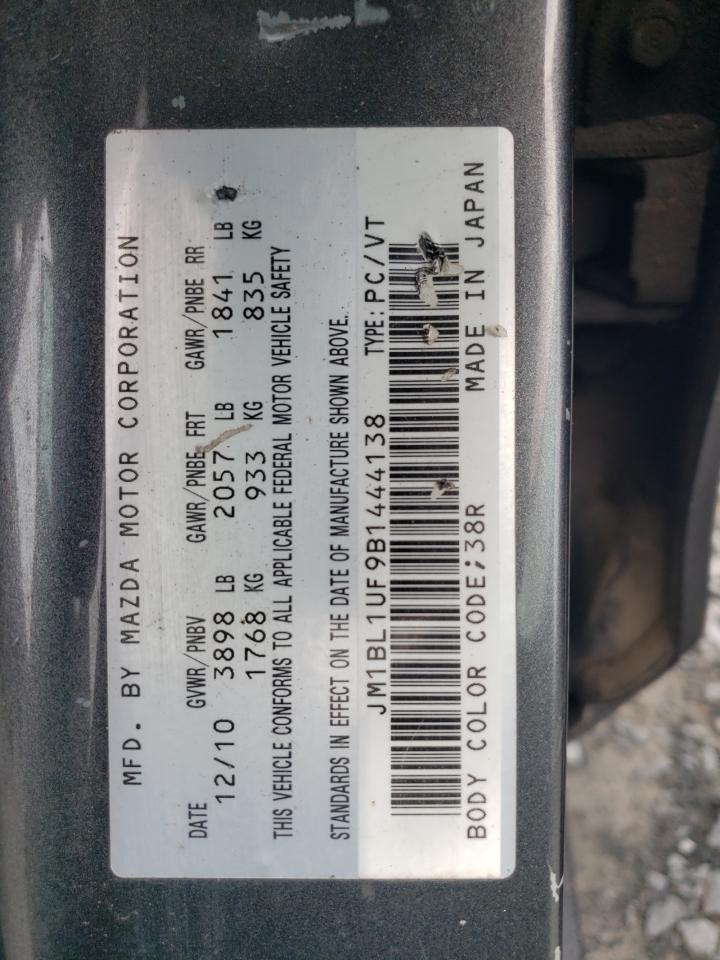 MFD. BY MAZDA MOTOR CORPORATION
DATE GVWR/PNBV GAWR/PNBE FRT GAWR/PNBE RR
12/10 3898 LB 2057 LB 1841 LB
1768 KG 933 KG 835 KG
THIS VEHICLE CONFORMS TO ALL APPLICABLE FEDERAL MOTOR VEHICLE SAFETY
STANDARDS IN EFFECT ON THE DATE OF MANUFACTURE SHOWN ABOVE.
JM1BL1UF9B1444138 TYPE: PC/VT
BODY COLOR CODE;38R MADE IN JAPAN